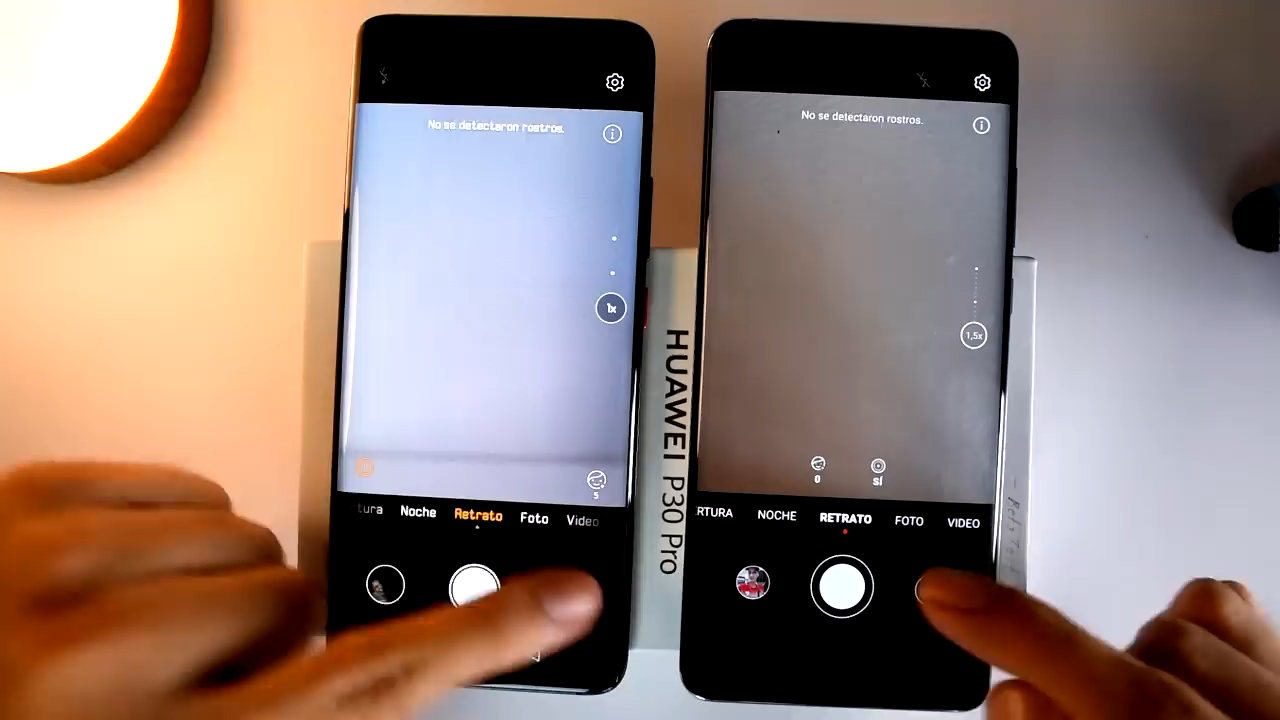 No se detectaron rostros.
1x
5
tura Noche Retrato Foto Video
No se detectaron rostros.
1,5x
0 SÍ
RTURA NOCHE RETRATO FOTO VIDEO
HUAWEI P30 Pro